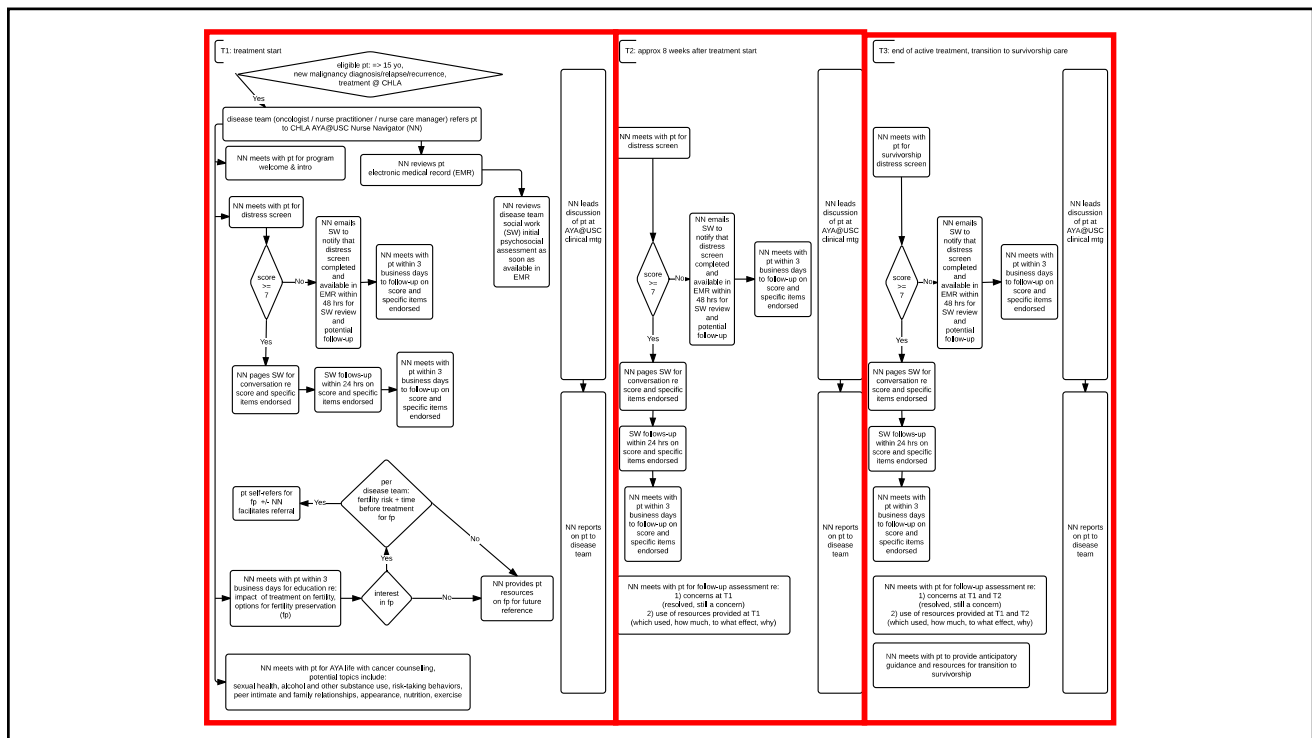 T1: treatment start
eligible pt: => 15 yo,
new malignancy diagnosis/relapse/recurrence,
treatment @ CHLA
Yes
disease team (oncologist / nurse practitioner / nurse care manager) refers pt
to CHLA AYA@USC Nurse Navigator (NN)
NN meets with pt for program
welcome & intro
NN reviews pt
electronic medical record (EMR)
NN reviews
disease team
social work
(SW) initial
psychosocial
assessment as
soon as
available in
EMR
NN meets with pt for
distress screen
score
>=
7
No
NN emails
SW to
notify that
distress
screen
completed
and
available in
EMR within
48 hrs for
SW review
and
potential
follow-up
NN meets with
pt within 3
business days
to follow-up on
score and
specific items
endorsed
Yes
NN pages SW for
conversation re
score and specific
items endorsed
SW follows-up
within 24 hrs on
score and specific
items endorsed
NN meets with
pt within 3
business days
to follow-up on
score and
specific items
endorsed
per
disease team:
fertility risk + time
before treatment
for fp
Yes
pt self-refers for
fp +/- NN
facilitates referral
No
Yes
NN meets with pt within 3
business days for education re:
impact of treatment on fertility,
options for fertility preservation
(fp)
interest
in fp
No
NN provides pt
resources
on fp for future
reference
NN meets with pt for AYA life with cancer counselling,
potential topics include:
sexual health, alcohol and other substance use, risk-taking behaviors,
peer intimate and family relationships, appearance, nutrition, exercise
NN leads
discussion
of pt at
AYA@USC
clinical mtg
NN reports
on pt to
disease
team
T2: approx 8 weeks after treatment start
NN meets with pt for
distress screen
score
>=
7
No
NN emails
SW to
notify that
distress
screen
completed
and
available in
EMR within
48 hrs for
SW review
and
potential
follow-up
NN meets with
pt within 3
business days
to follow-up on
score and
specific items
endorsed
Yes
NN pages SW for
conversation re
score and specific
items endorsed
SW follows-up
within 24 hrs on
score and specific
items endorsed
NN meets with
pt within 3
business days
to follow-up on
score and
specific items
endorsed
NN meets with pt for follow-up assessment re:
1) concerns at T1
(resolved, still a concern)
2) use of resources provided at T1
(which used, how much, to what effect, why)
NN leads
discussion
of pt at
AYA@USC
clinical mtg
NN reports
on pt to
disease
team
T3: end of active treatment, transition to survivorship care
NN meets with
pt for
survivorship
distress screen
score
>=
7
No
NN emails
SW to
notify that
distress
screen
completed
and
available in
EMR within
48 hrs for
SW review
and
potential
follow-up
NN meets with
pt within 3
business days
to follow-up on
score and
specific items
endorsed
Yes
NN pages SW for
conversation re
score and specific
items endorsed
SW follows-up
within 24 hrs on
score and specific
items endorsed
NN meets with
pt within 3
business days
to follow-up on
score and
specific items
endorsed
NN meets with pt for follow-up assessment re:
1) concerns at T1 and T2
(resolved, still a concern)
2) use of resources provided at T1 and T2
(which used, how much, to what effect, why)
NN meets with pt to provide anticipatory
guidance and resources for transition to
survivorship
NN leads
discussion
of pt at
AYA@USC
clinical mtg
NN reports
on pt to
disease
team